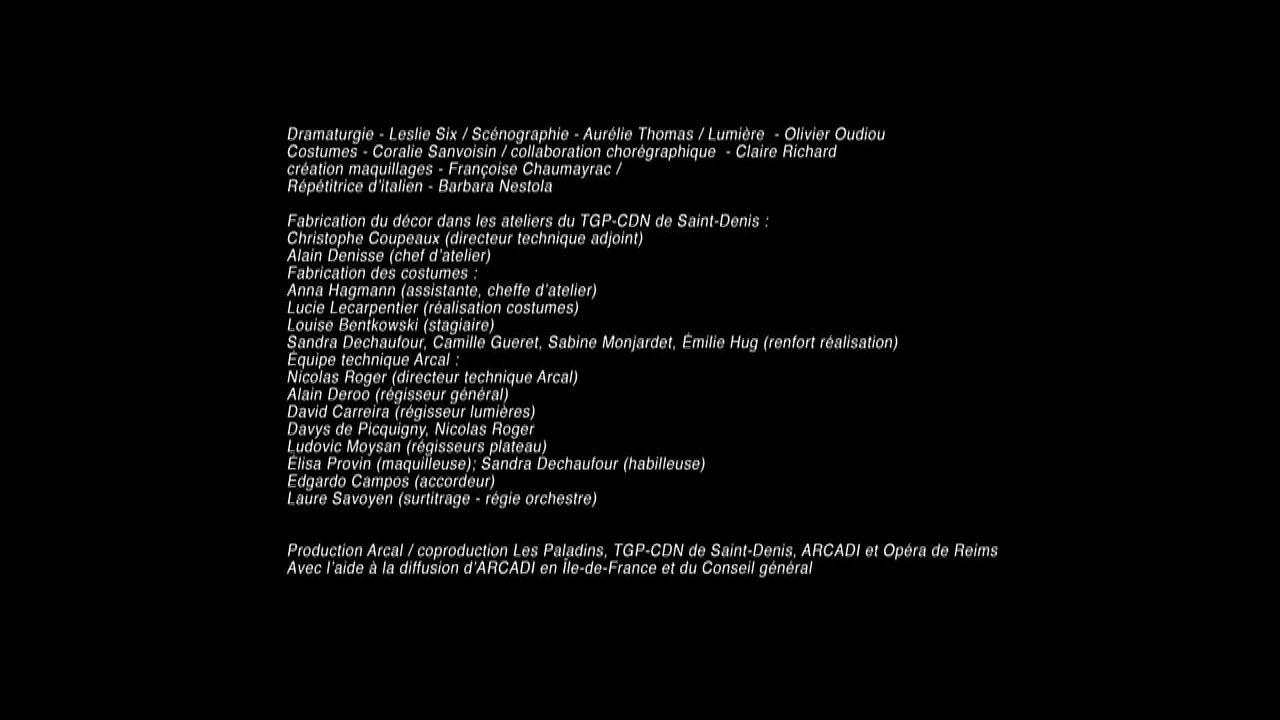 Dramaturgie - Leslie Six / Scénographie - Aurélie Thomas / Lumière  - Olivier Oudiou
Costumes - Coralie Sanvoisin / collaboration chorégraphique  - Claire Richard
création maquillages - Françoise Chaumayrac /
Répétitrice d'italien - Barbara Nestola
Fabrication du décor dans les ateliers du TGP-CDN de Saint-Denis :
Christophe Coupeaux (directeur technique adjoint)
Alain Denisse (chef d'atelier)
Fabrication des costumes :
Anna Hagmann (assistante, cheffe d'atelier)
Lucie Lecarpentier (réalisation costumes)
Louise Bentkowski (stagiaire)
Sandra Dechaufour, Camille Gueret, Sabine Monjardet, Émilie Hug (renfort réalisation)
Équipe technique Arcal :
Nicolas Roger (directeur technique Arcal)
Alain Deroo (régisseur général)
David Carreira (régisseur lumières)
Davys de Picquigny, Nicolas Roger
Ludovic Moysan (régisseurs plateau)
Élisa Provin (maquilleuse); Sandra Dechaufour (habilleuse)
Edgardo Campos (accordeur)
Laure Savoyen (surtitrage - régie orchestre)
Production Arcal / coproduction Les Paladins, TGP-CDN de Saint-Denis, ARCADI et Opéra de Reims
Avec l'aide à la diffusion d'ARCADI en Île-de-France et du Conseil général